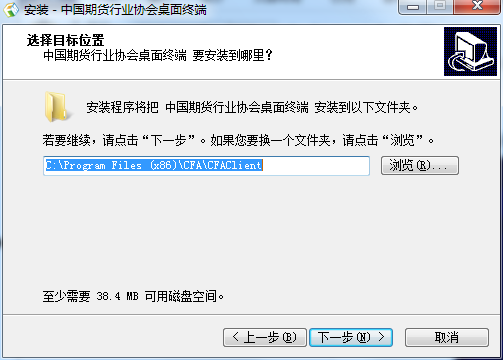 安装 - 中国期货行业协会桌面终端
选择目标位置
中国期货行业协会桌面终端 要安装到哪里？
安装程序将把 中国期货行业协会桌面终端 安装到以下文件夹。
若要继续，请点击“下一步”。如果您要换一个文件夹，请点击“浏览”。
C:\Program Files (x86)\CFA\CFAClient
浏览(R)...
至少需要 38.4 MB 可用磁盘空间。
< 上一步(B)
下一步(N) >
取消